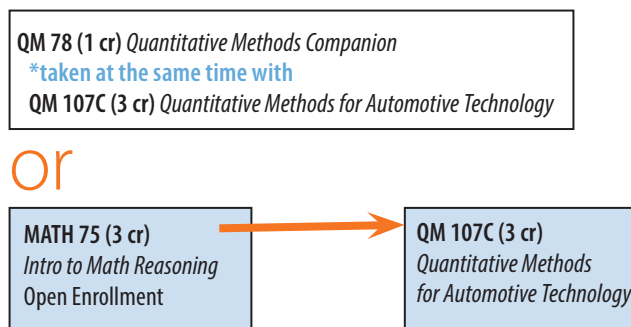 QM 78 (1 cr) Quantitative Methods Companion
*taken at the same time with
QM 107C (3 cr) Quantitative Methods for Automotive Technology
or
MATH 75 (3 cr)
Intro to Math Reasoning
Open Enrollment
QM 107C (3 cr)
Quantitative Methods
for Automotive Technology